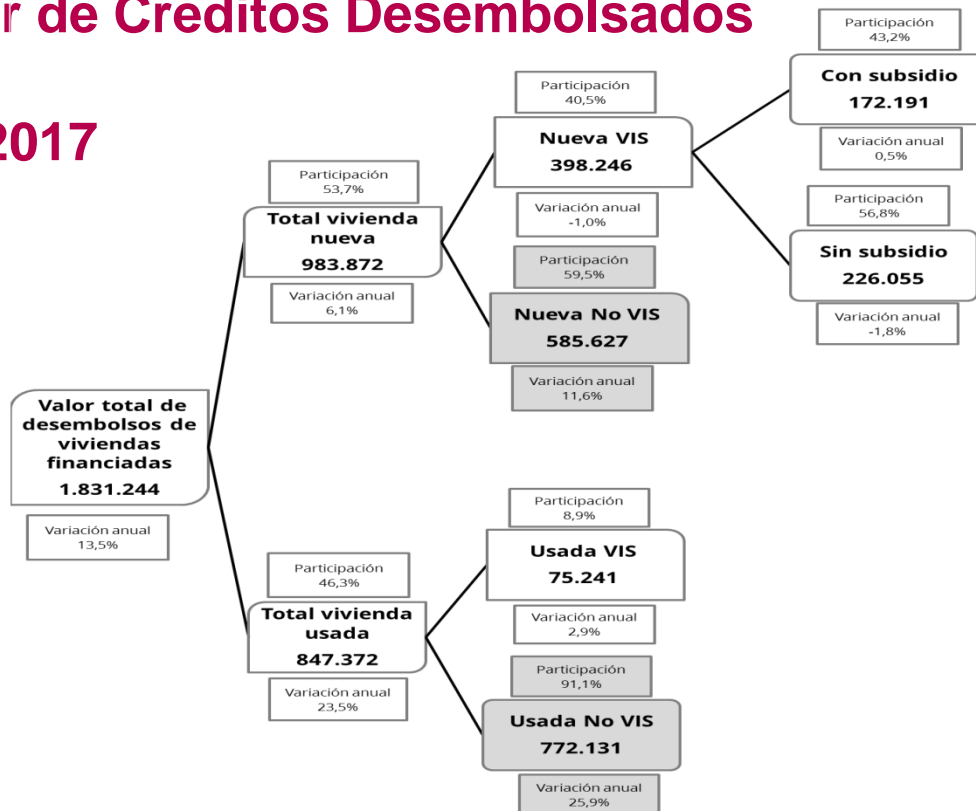 r de Creditos Desembolsados
2017
Participación
43,2%
Con subsidio
172.191
Variación anual
0,5%
Participación
40,5%
Nueva VIS
398.246
Variación anual
-1,0%
Participación
56,8%
Sin subsidio
226.055
Variación anual
-1,8%
Participación
53,7%
Total vivienda
nueva
983.872
Variación anual
6,1%
Participación
59,5%
Nueva No VIS
585.627
Variación anual
11,6%
Valor total de
desembolsos de
viviendas
financiadas
1.831.244
Variación anual
13,5%
Participación
46,3%
Total vivienda
usada
847.372
Variación anual
23,5%
Participación
8,9%
Usada VIS
75.241
Variación anual
2,9%
Participación
91,1%
Usada No VIS
772.131
Variación anual
25,9%